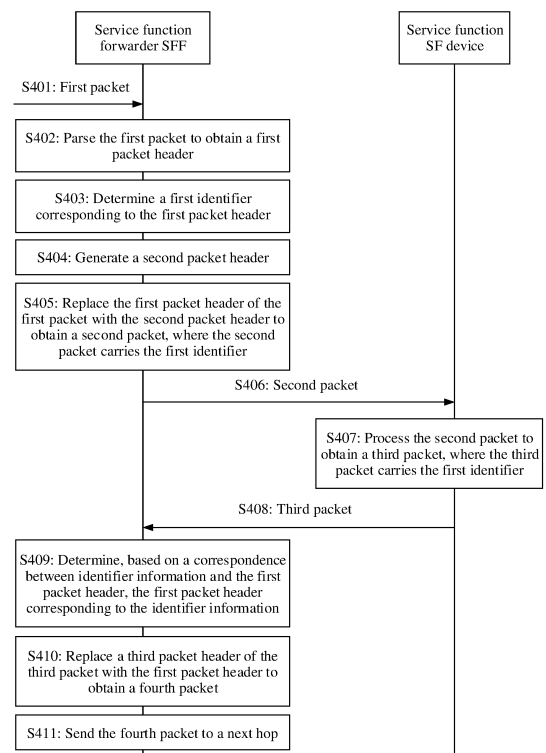 Service function
forwarder SFF
Service function
SF device
S401: First packet
S402: Parse the first packet to obtain a first
packet header
S403: Determine a first identifier
corresponding to the first packet header
S404: Generate a second packet header
S405: Replace the first packet header of the
first packet with the second packet header to
obtain a second packet, where the second
packet carries the first identifier
S406: Second packet
S407: Process the second packet to
obtain a third packet, where the third
packet carries the first identifier
S408: Third packet
S409: Determine, based on a correspondence
between identifier information and the first
packet header, the first packet header
corresponding to the identifier information
S410: Replace a third packet header of the
third packet with the first packet header to
obtain a fourth packet
S411: Send the fourth packet to a next hop